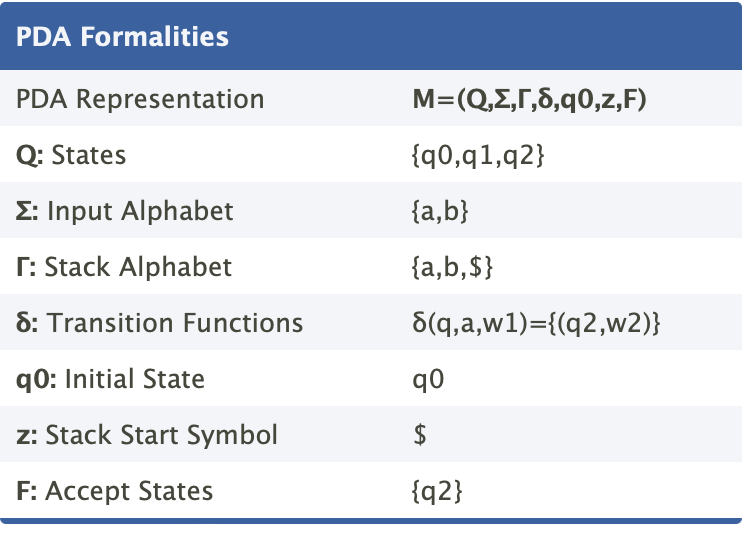 PDA Formalities
PDA Representation M=(Q,Σ,Γ,δ,q0,z,F)
Q: States {q0,q1,q2}
Σ: Input Alphabet {a,b}
Γ: Stack Alphabet {a,b,$}
δ: Transition Functions δ(q,a,w1)={(q2,w2)}
q0: Initial State q0
z: Stack Start Symbol $
F: Accept States {q2}